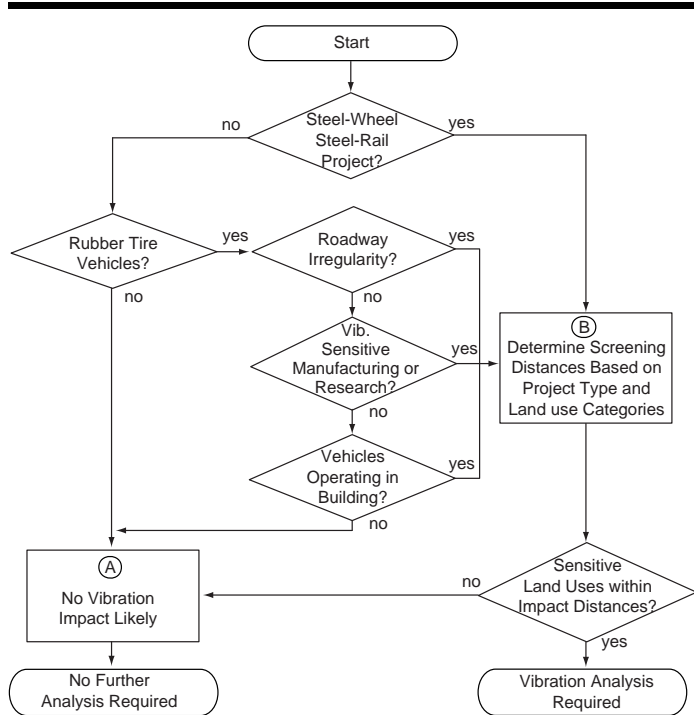 Start
Steel-Wheel
Steel-Rail
Project?
no
yes
Rubber Tire
Vehicles?
yes
no
Roadway
Irregularity?
yes
no
Vib.
Sensitive
Manufacturing or
Research?
yes
no
Vehicles
Operating in
Building?
yes
no
B
Determine Screening
Distances Based on
Project Type and
Land use Categories
Sensitive
Land Uses within
Impact Distances?
no
yes
A
No Vibration
Impact Likely
No Further
Analysis Required
Vibration Analysis
Required